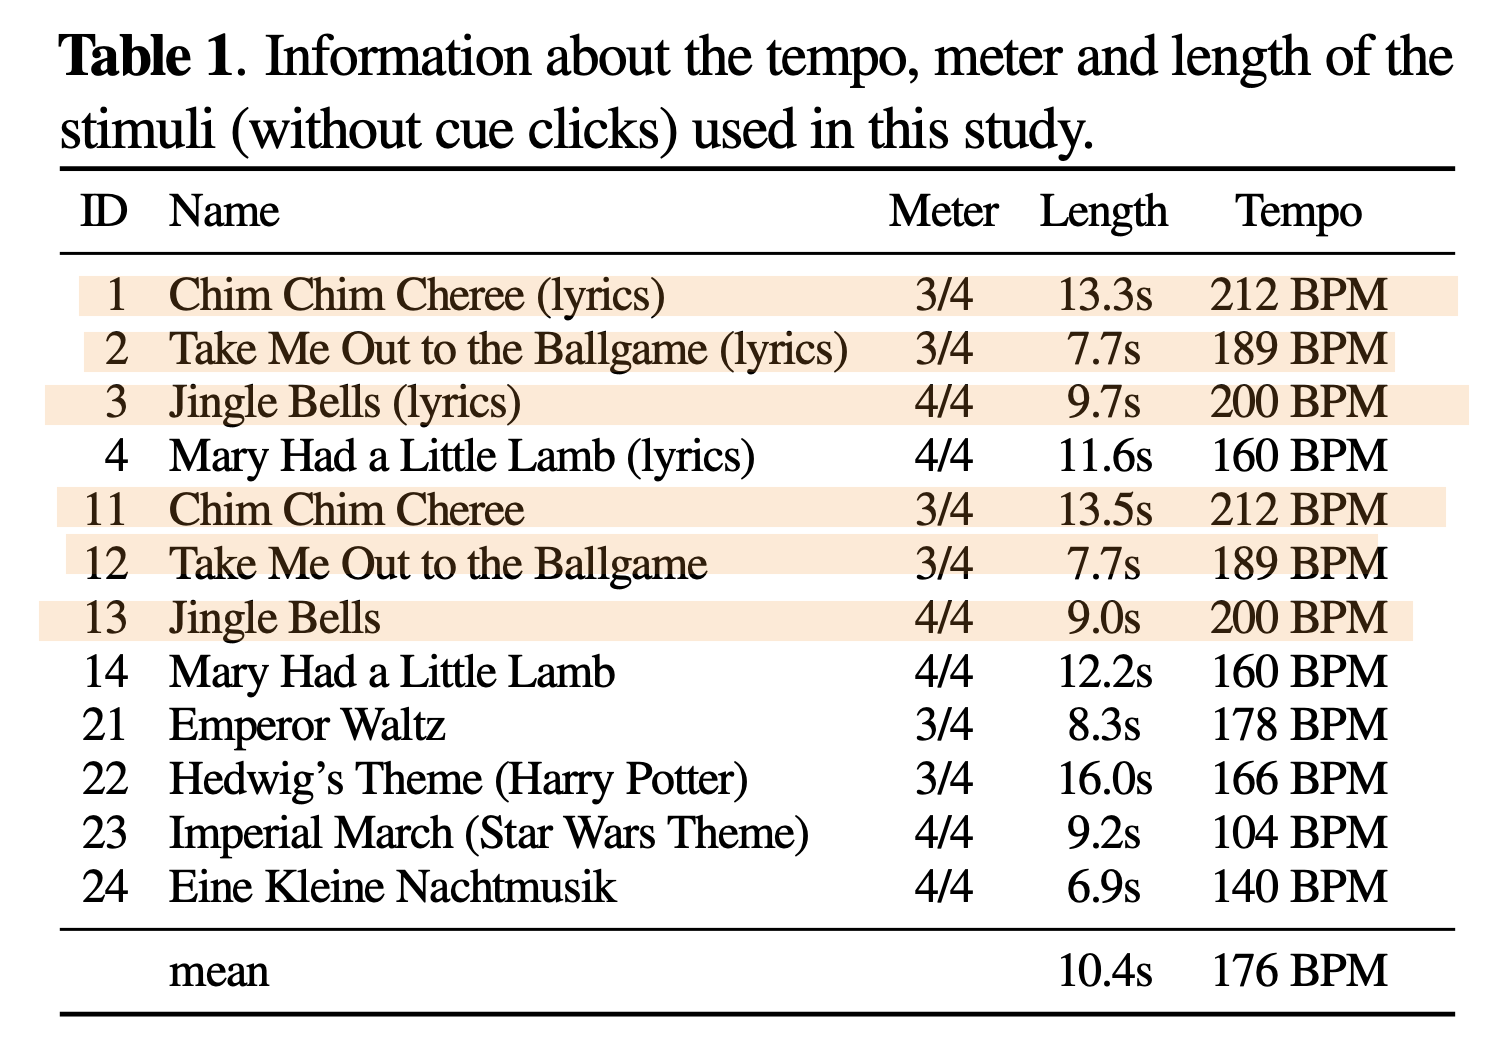 Table 1. Information about the tempo, meter and length of the
stimuli (without cue clicks) used in this study.
ID Name Meter Length Tempo
1 Chim Chim Cheree (lyrics) 3/4 13.3s 212 BPM
2 Take Me Out to the Ballgame (lyrics) 3/4 7.7s 189 BPM
3 Jingle Bells (lyrics) 4/4 9.7s 200 BPM
4 Mary Had a Little Lamb (lyrics) 4/4 11.6s 160 BPM
11 Chim Chim Cheree 3/4 13.5s 212 BPM
12 Take Me Out to the Ballgame 3/4 7.7s 189 BPM
13 Jingle Bells 4/4 9.0s 200 BPM
14 Mary Had a Little Lamb 4/4 12.2s 160 BPM
21 Emperor Waltz 3/4 8.3s 178 BPM
22 Hedwig’s Theme (Harry Potter) 3/4 16.0s 166 BPM
23 Imperial March (Star Wars Theme) 4/4 9.2s 104 BPM
24 Eine Kleine Nachtmusik 4/4 6.9s 140 BPM
mean 10.4s 176 BPM